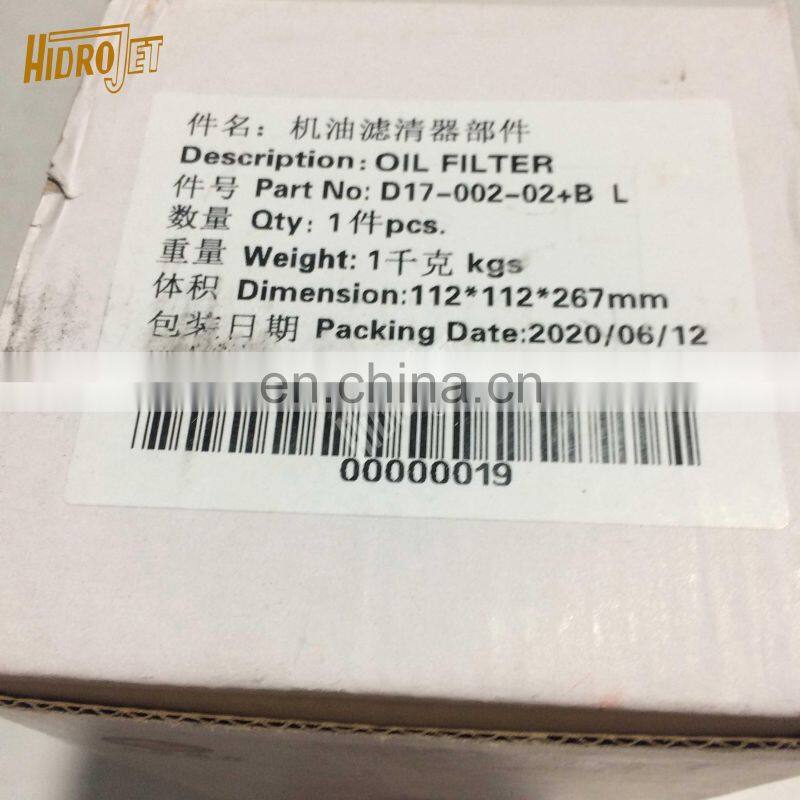 HIDROJET
件名：机油滤清器部件
Description: OIL FILTER
件号 Part No: D17-002-02+B L
数量 Qty: 1件pcs.
重量 Weight: 1千克 kgs
体积 Dimension:112*112*267mm
包装日期 Packing Date:2020/06/12
en.china.cn
00000019